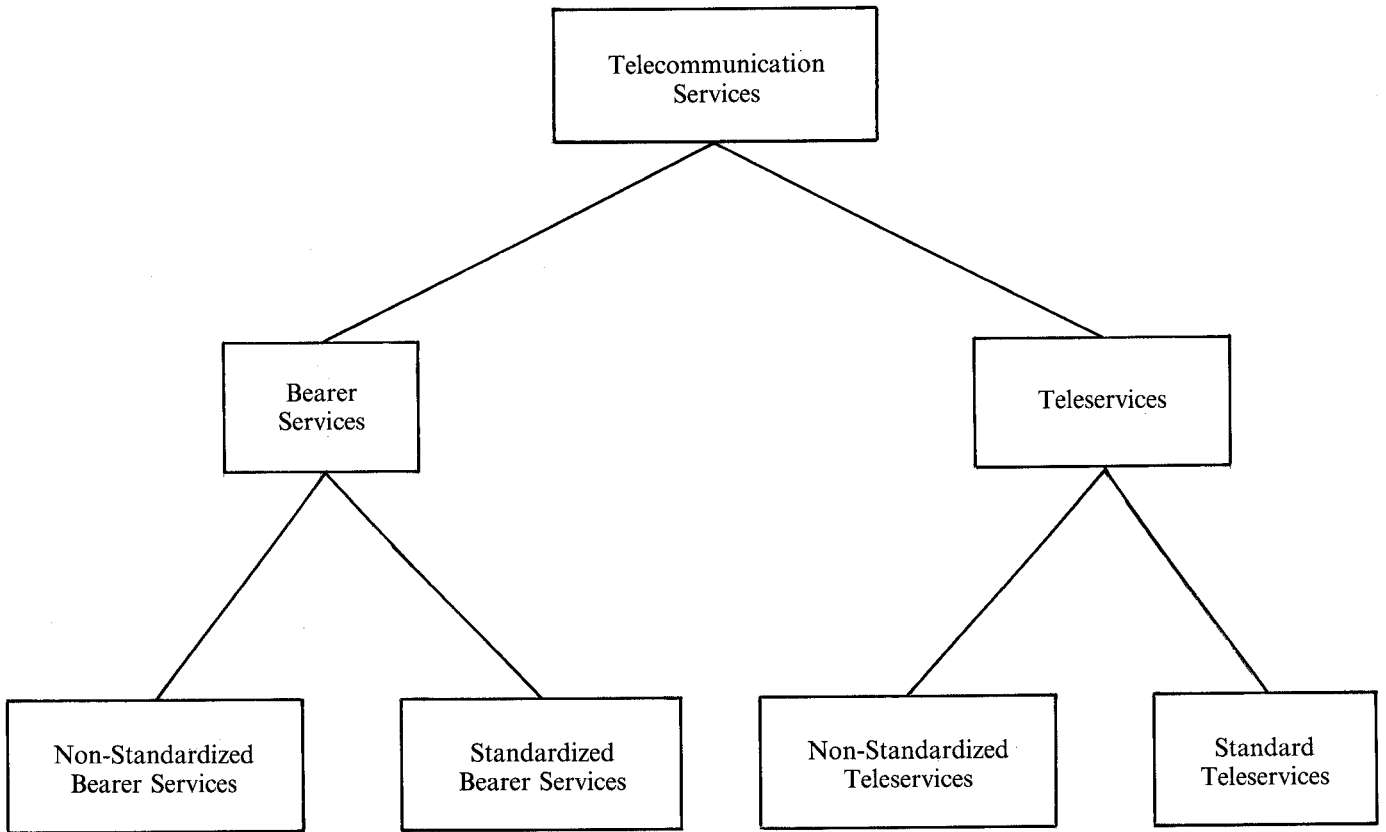 Telecommunication
Services
Bearer
Services
Teleservices
Non-Standardized
Bearer Services
Standardized
Bearer Services
Non-Standardized
Teleservices
Standard
Teleservices